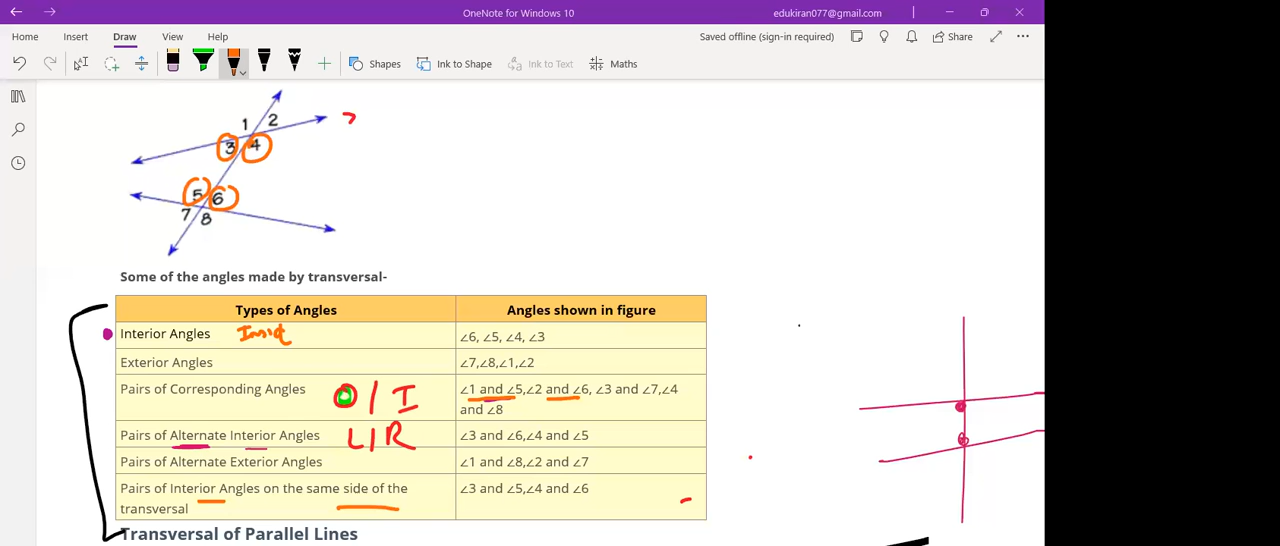 OneNote for Windows 10
edukiran077@gmail.com
Home Insert Draw View Help
Saved offline (sign-in required)
Share
Shapes
Ink to Shape
Ink to Text
Maths
1 2
3 4
5 6
7 8
Some of the angles made by transversal-
Types of Angles
Angles shown in figure
Interior Angles
∠6, ∠5, ∠4, ∠3
Exterior Angles
∠7,∠8,∠1,∠2
Pairs of Corresponding Angles O / I
∠1 and ∠5,∠2 and ∠6, ∠3 and ∠7,∠4
and ∠8
Pairs of Alternate Interior Angles L / R
∠3 and ∠6,∠4 and ∠5
Pairs of Alternate Exterior Angles
∠1 and ∠8,∠2 and ∠7
Pairs of Interior Angles on the same side of the
transversal
∠3 and ∠5,∠4 and ∠6
Transversal of Parallel Lines